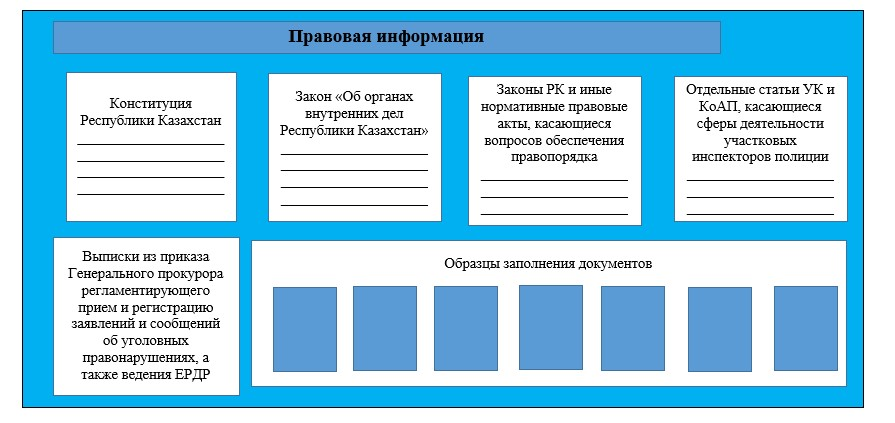 Правовая информация
Конституция
Республики Казахстан
Закон «Об органах
внутренних дел
Республики Казахстан»
Законы РК и иные
нормативные правовые
акты, касающиеся
вопросов обеспечения
правопорядка
Отдельные статьи УК и
КоАП, касающиеся
сферы деятельности
участковых
инспекторов полиции
Выписки из приказа
Генерального прокурора
регламентирующего
прием и регистрацию
заявлений и сообщений
об уголовных
правонарушениях, а
также ведения ЕРДР
Образцы заполнения документов